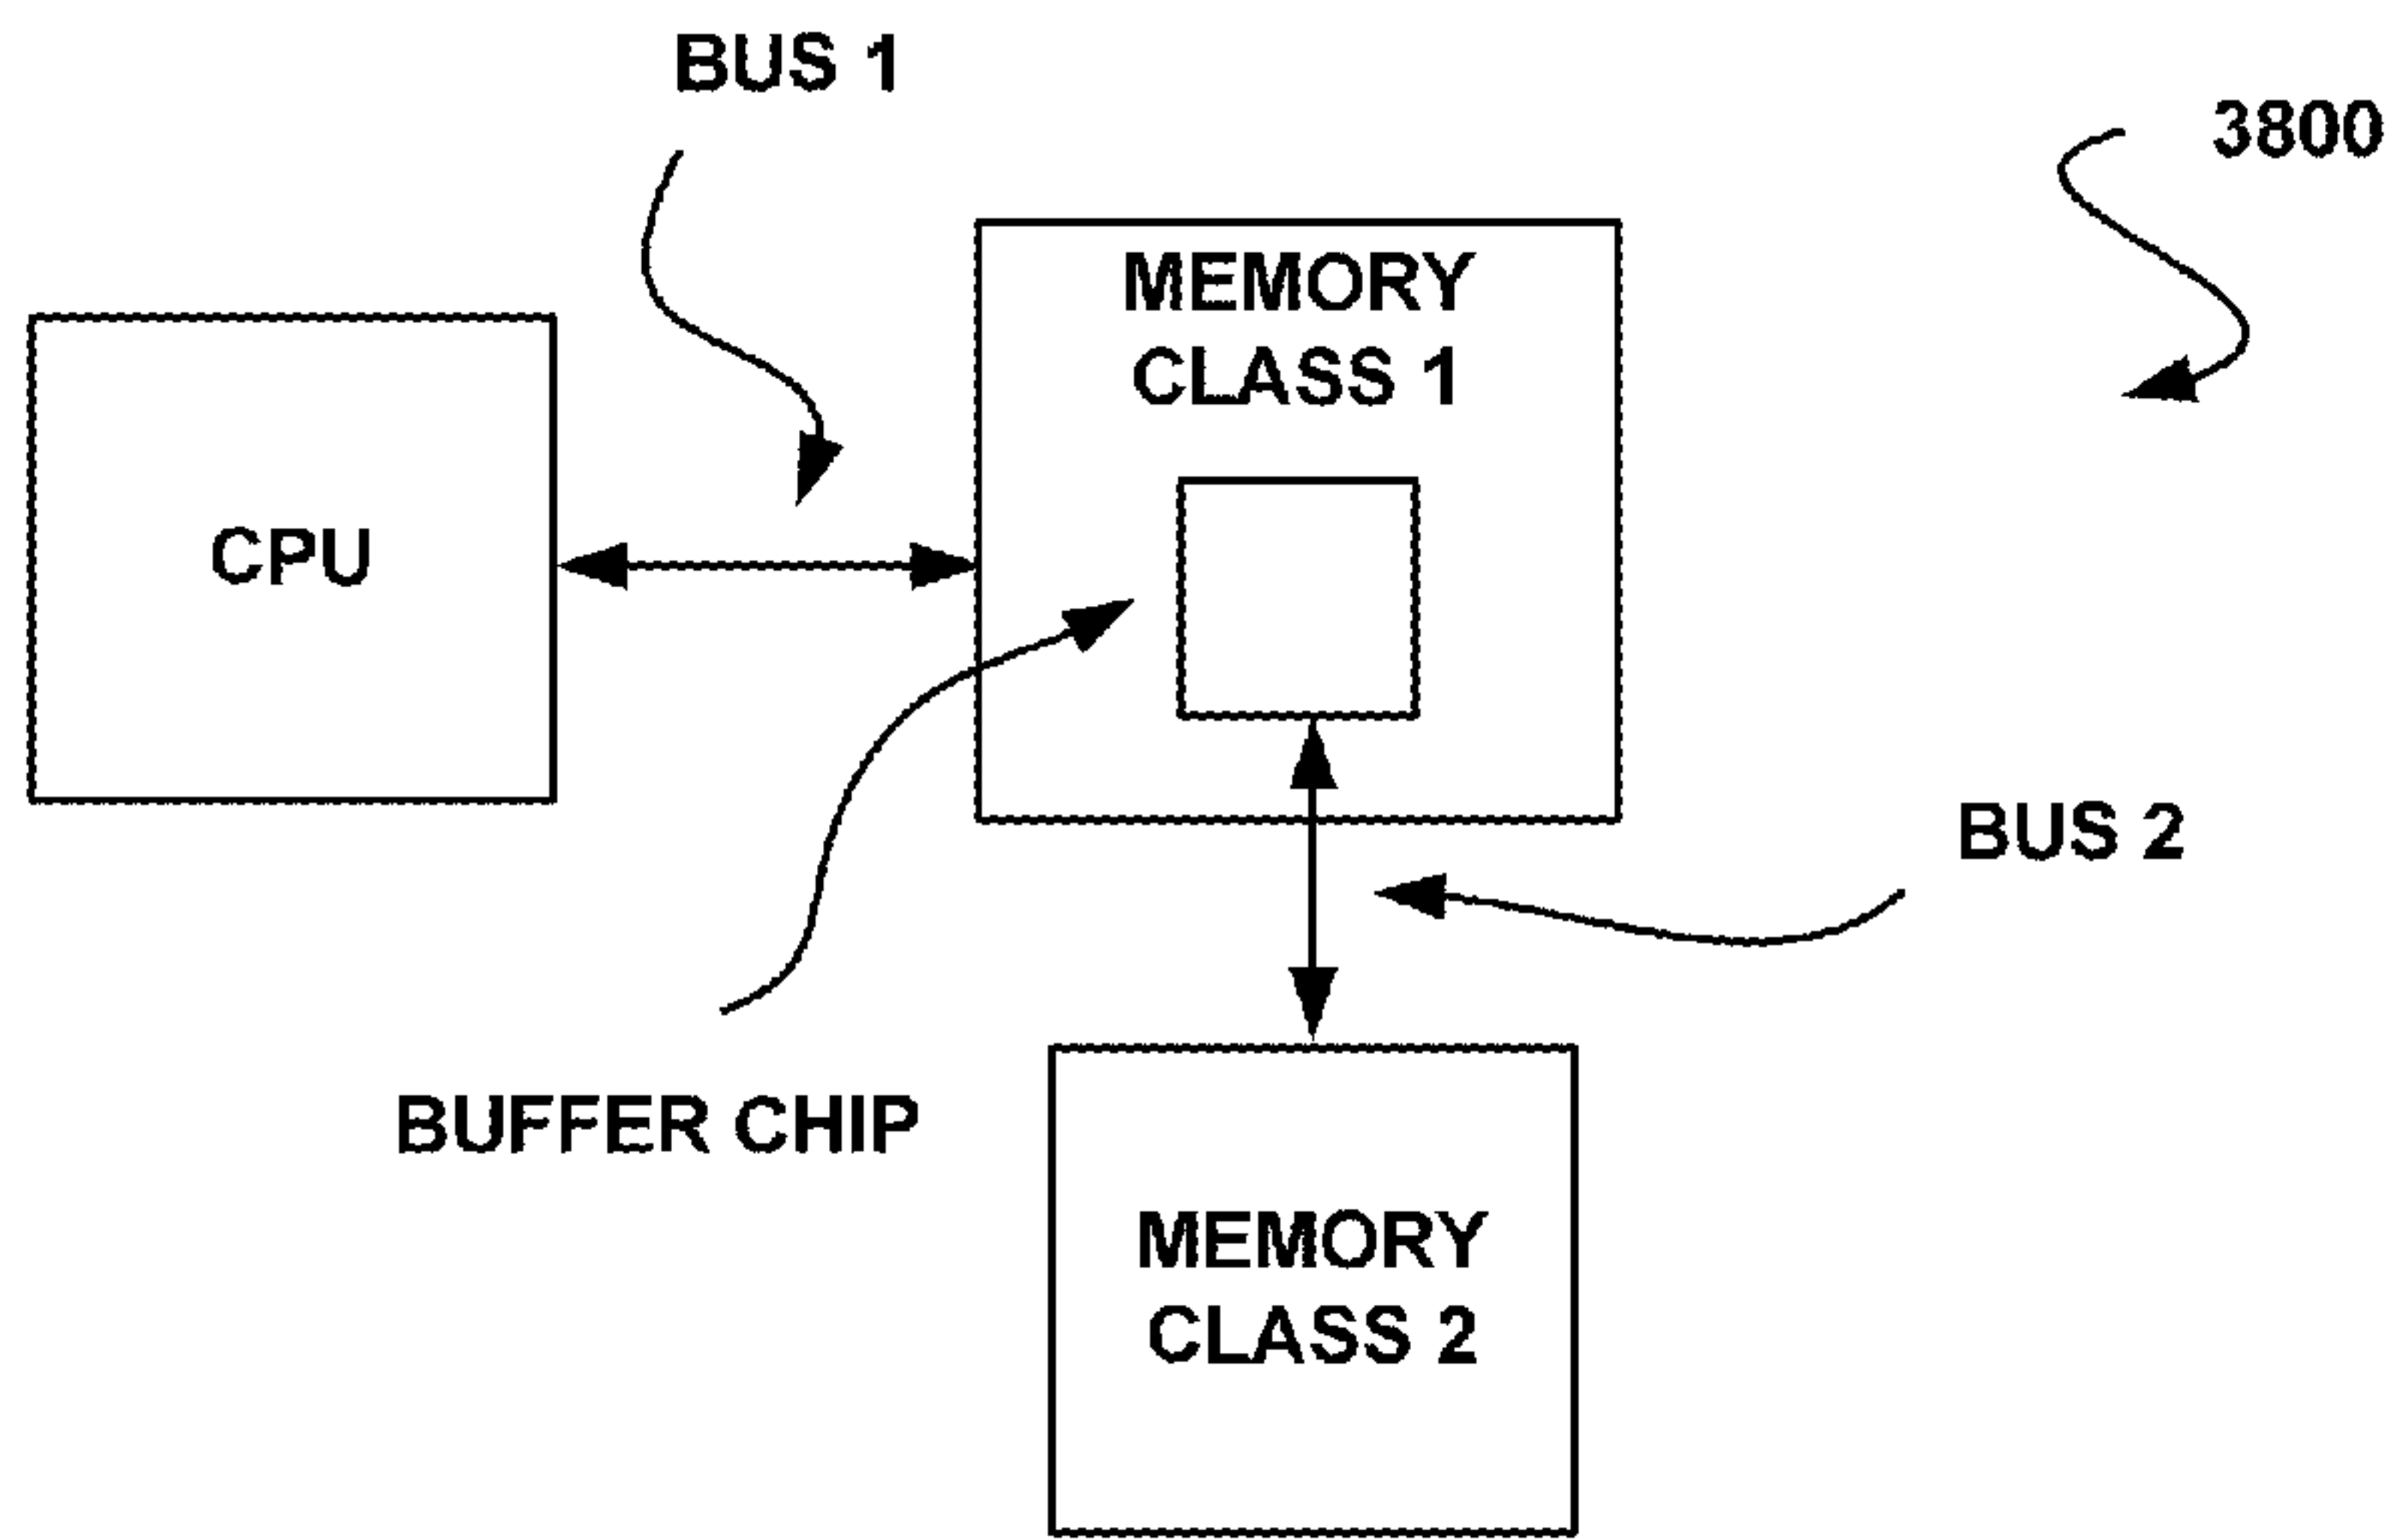 BUS 1
3800
MEMORY
CLASS 1
CPU
BUS 2
BUFFER CHIP
MEMORY
CLASS 2